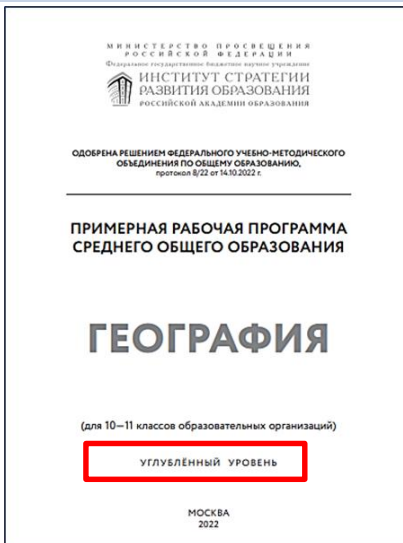 МИНИСТЕРСТВО ПРОСВЕЩЕНИЯ
РОССИЙСКОЙ ФЕДЕРАЦИИ
Федеральное государственное бюджетное научное учреждение
ИНСТИТУТ СТРАТЕГИИ
РАЗВИТИЯ ОБРАЗОВАНИЯ
РОССИЙСКОЙ АКАДЕМИИ ОБРАЗОВАНИЯ
ОДОБРЕНА РЕШЕНИЕМ ФЕДЕРАЛЬНОГО УЧЕБНО-МЕТОДИЧЕСКОГО
ОБЪЕДИНЕНИЯ ПО ОБЩЕМУ ОБРАЗОВАНИЮ,
протокол 8/22 от 14.10.2022 г.
ПРИМЕРНАЯ РАБОЧАЯ ПРОГРАММА
СРЕДНЕГО ОБЩЕГО ОБРАЗОВАНИЯ
ГЕОГРАФИЯ
(для 10—11 классов образовательных организаций)
УГЛУБЛЁННЫЙ УРОВЕНЬ
МОСКВА
2022